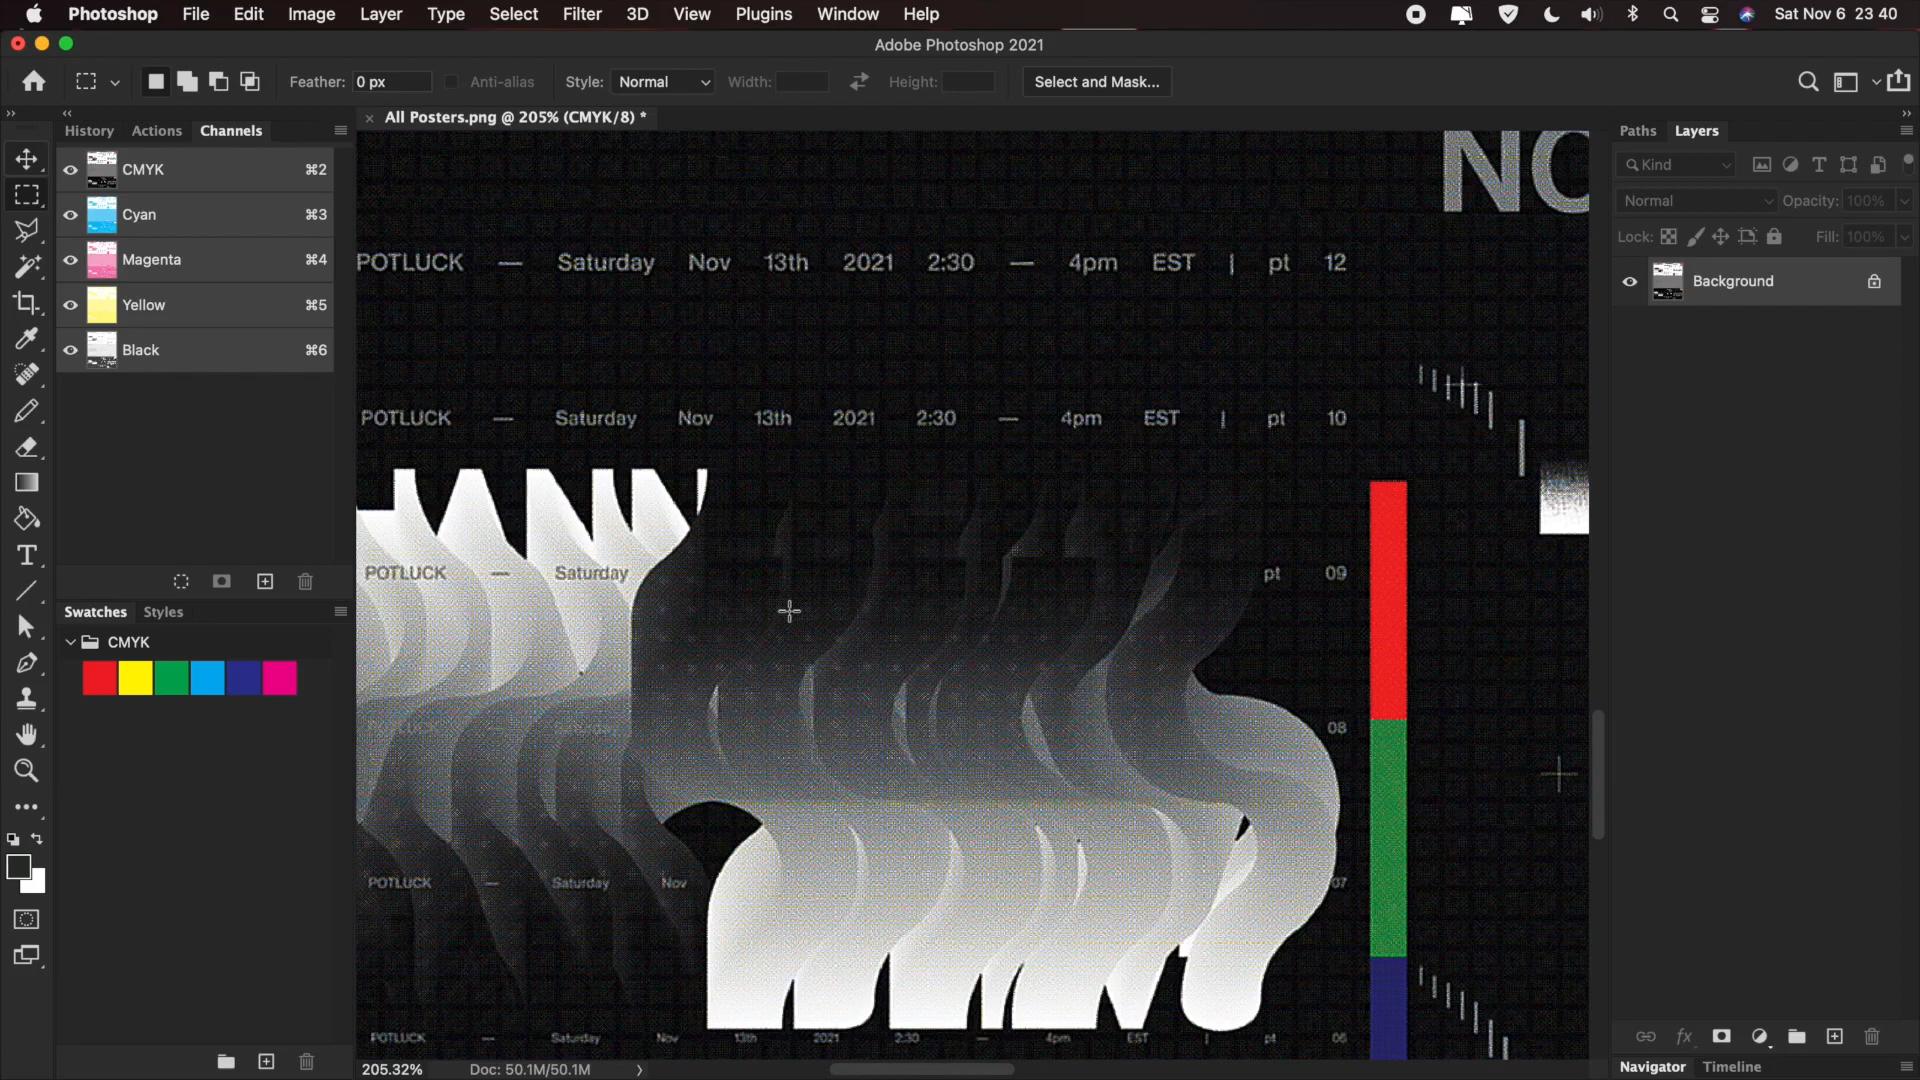 Photoshop File Edit Image Layer Type Select Filter 3D View Plugins Window Help Sat Nov 6 23 40
Adobe Photoshop 2021
Feather: 0 px Anti-alias Style: Normal Width: Height: Select and Mask...
All Posters.png @ 205% (CMYK/8) *
History Actions Channels
CMYK ⌘2
Cyan ⌘3
Magenta ⌘4
Yellow ⌘5
Black ⌘6
Swatches Styles
CMYK
NO
POTLUCK — Saturday Nov 13th 2021 2:30 — 4pm EST | pt 12
POTLUCK — Saturday Nov 13th 2021 2:30 — 4pm EST | pt 10
POTLUCK — Saturday pt 09
POTLUCK — Saturday 08
POTLUCK — Saturday Nov 07
POTLUCK — Saturday Nov 13th 2021 2:30 — 4pm EST | pt 06
205.32% Doc: 50.1M/50.1M
Paths Layers
Kind
Normal Opacity: 100%
Lock: Fill: 100%
Background
Navigator Timeline